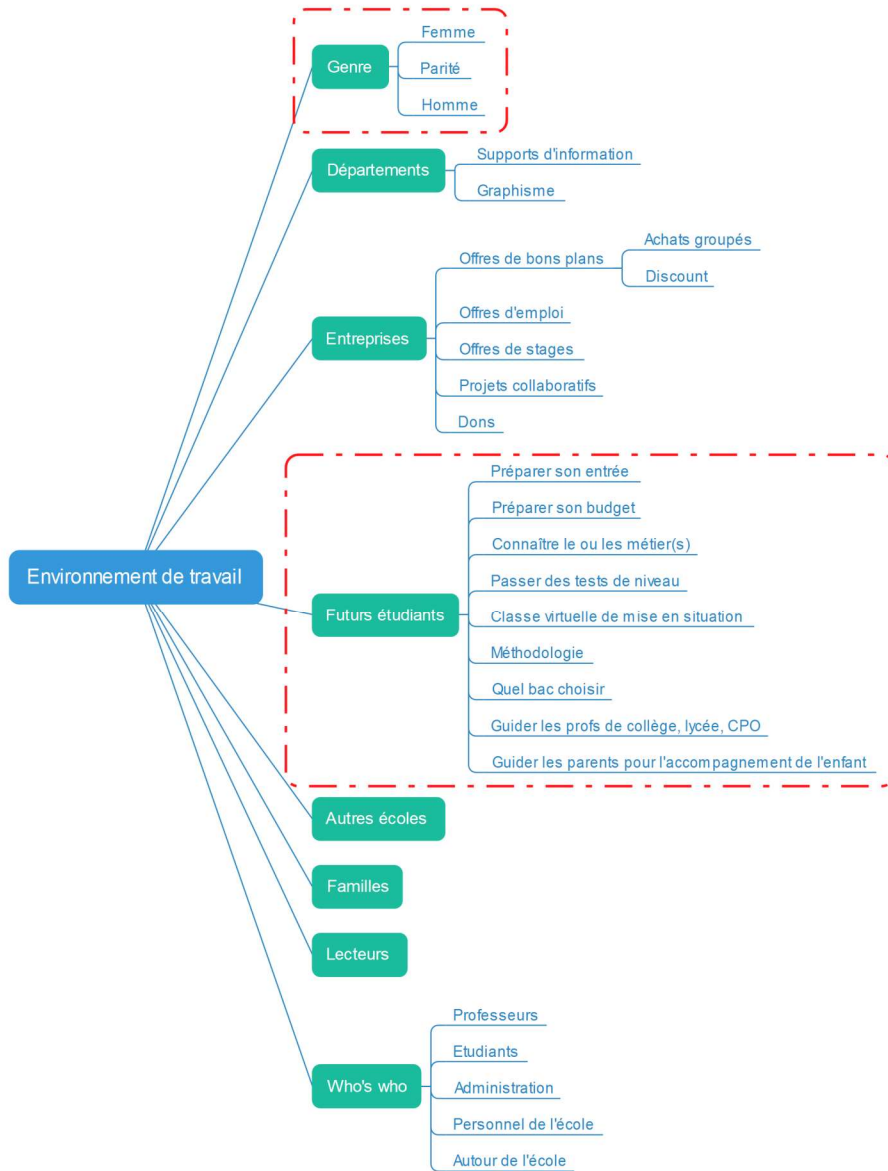 Environnement de travail
Genre
Femme
Parité
Homme
Départements
Supports d'information
Graphisme
Entreprises
Offres de bons plans
Achats groupés
Discount
Offres d'emploi
Offres de stages
Projets collaboratifs
Dons
Futurs étudiants
Préparer son entrée
Préparer son budget
Connaître le ou les métier(s)
Passer des tests de niveau
Classe virtuelle de mise en situation
Méthodologie
Quel bac choisir
Guider les profs de collège, lycée, CPO
Guider les parents pour l'accompagnement de l'enfant
Autres écoles
Familles
Lecteurs
Who's who
Professeurs
Etudiants
Administration
Personnel de l'école
Autour de l'école